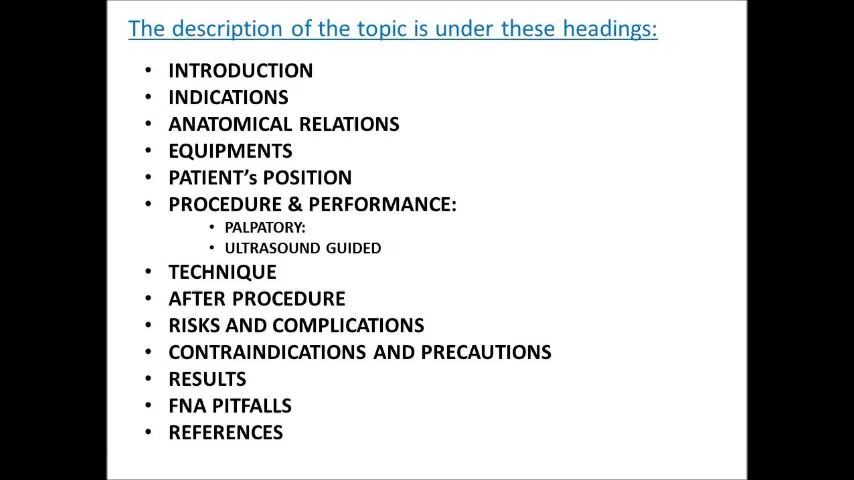 The description of the topic is under these headings:
• INTRODUCTION
• INDICATIONS
• ANATOMICAL RELATIONS
• EQUIPMENTS
• PATIENT's POSITION
• PROCEDURE & PERFORMANCE:
• PALPATORY:
• ULTRASOUND GUIDED
• TECHNIQUE
• AFTER PROCEDURE
• RISKS AND COMPLICATIONS
• CONTRAINDICATIONS AND PRECAUTIONS
• RESULTS
• FNA PITFALLS
• REFERENCES